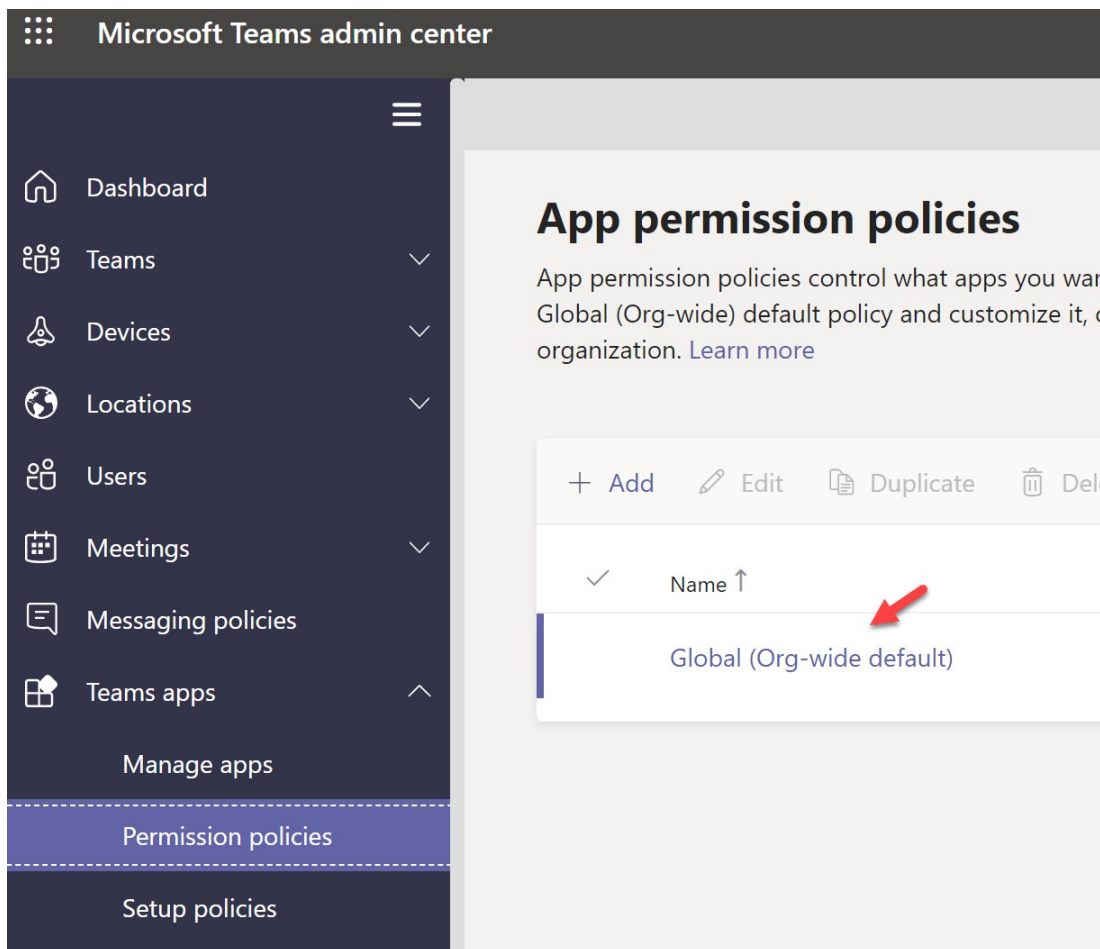 Microsoft Teams admin center
Dashboard
Teams
Devices
Locations
Users
Meetings
Messaging policies
Teams apps
Manage apps
Permission policies
Setup policies
App permission policies
App permission policies control what apps you
Global (Org-wide) default policy and customize it,
organization. Learn more
+ Add Edit Duplicate
Name ↑
Global (Org-wide default)